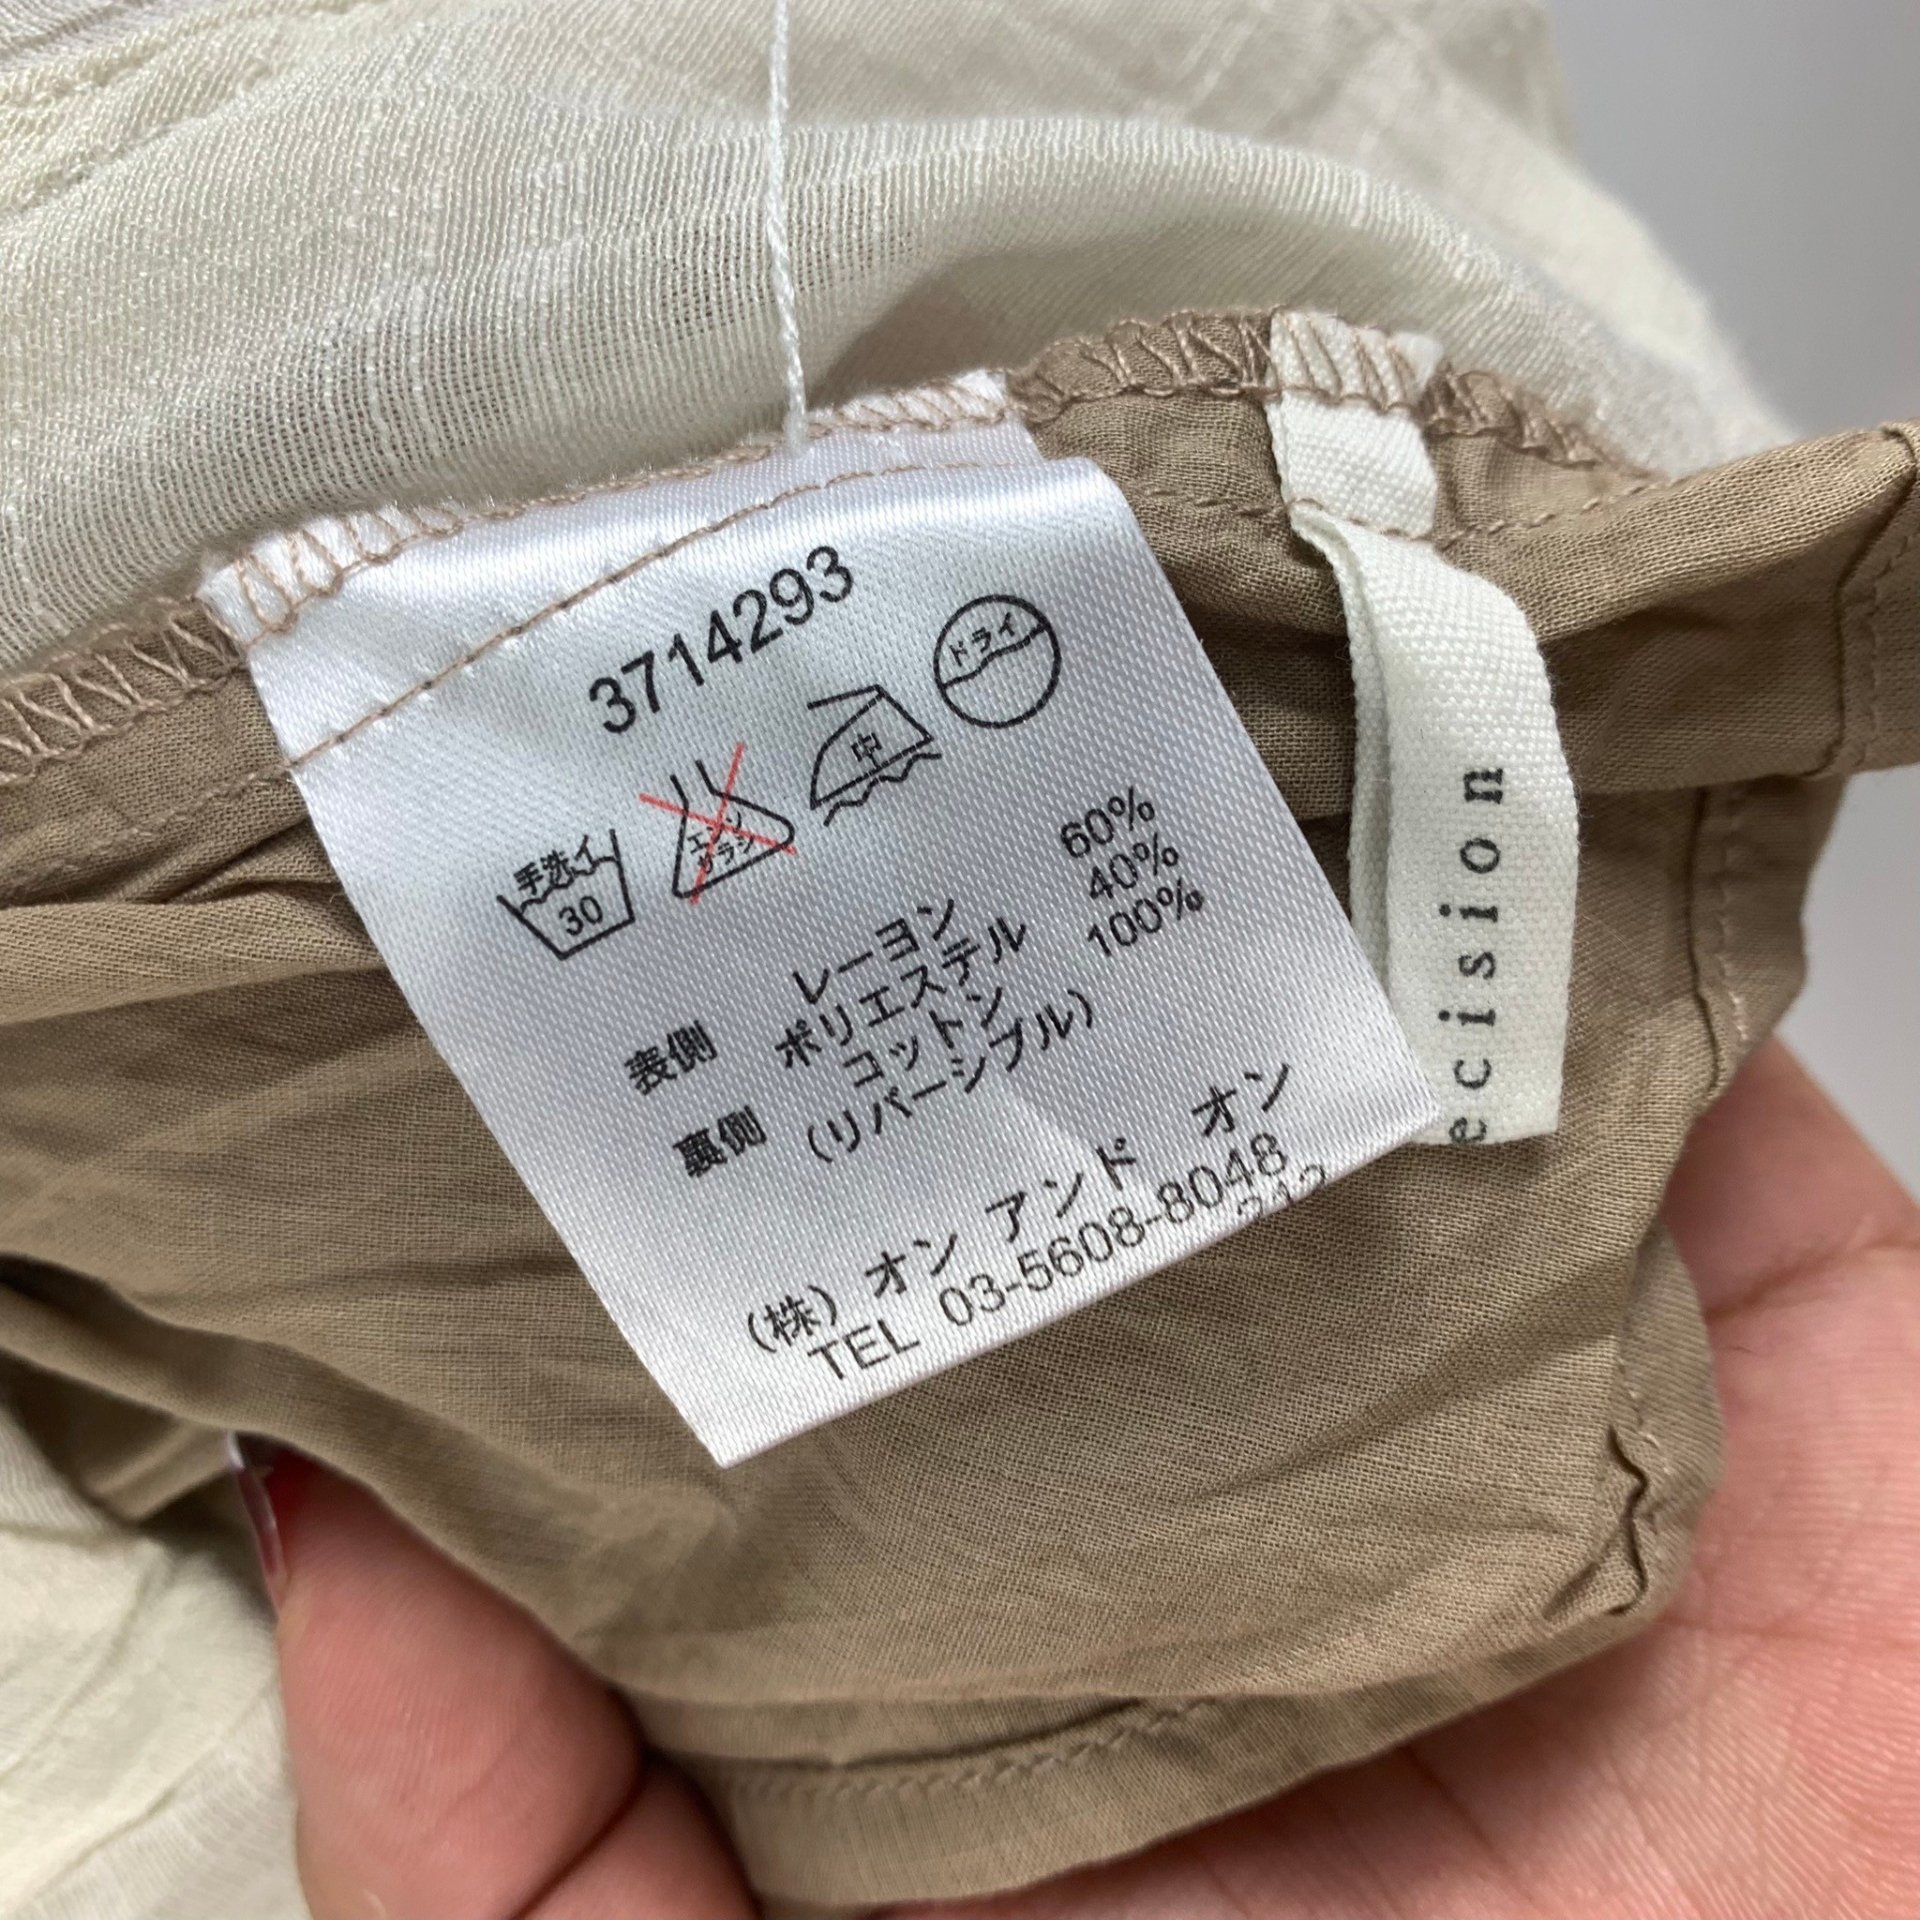 3714293
手洗イ
30
エンソ
サラシ
中
ドライ
表側 レーヨン 60%
ポリエステル 40%
裏側 コットン 100%
(リバーシブル)
(株) オン アンド オン
TEL 03-5608-8048
ecision